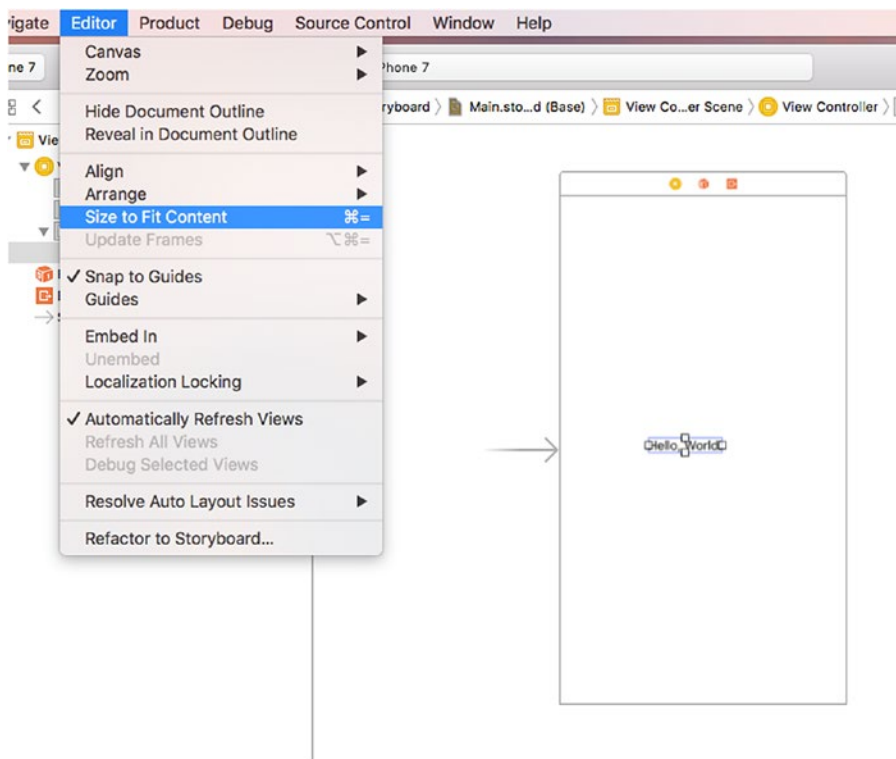 vigate Editor Product Debug Source Control Window Help
ne 7
Phone 7
Canvas
Zoom
Hide Document Outline
Reveal in Document Outline
Align
Arrange
Size to Fit Content ⌘=
Update Frames ⌥⌘=
✓ Snap to Guides
Guides
Embed In
Unembed
Localization Locking
✓ Automatically Refresh Views
Refresh All Views
Debug Selected Views
Resolve Auto Layout Issues
Refactor to Storyboard...
ryboard 〉 Main.sto...d (Base) 〉 View Co...er Scene 〉 View Controller 〉
Vie
Hello, World